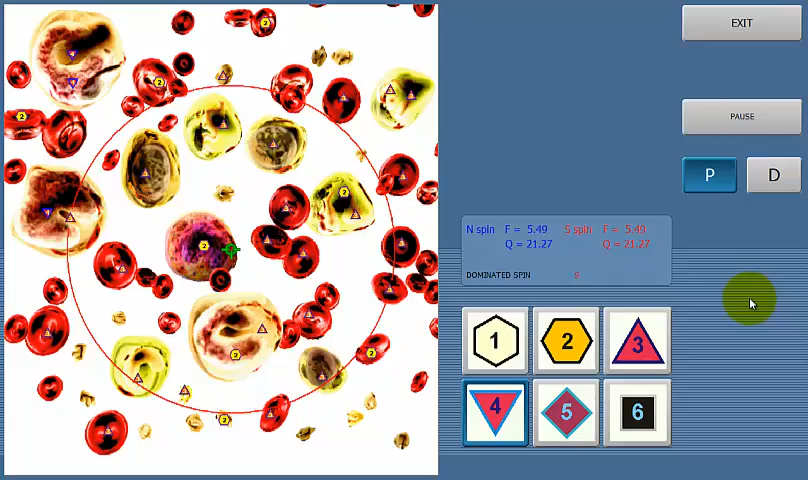 EXIT
PAUSE
P D
N spin F = 5.49 S spin F = 5.49
Q = 21.27 Q = 21.27
DOMINATED SPIN S
1 2 3
4 5 6